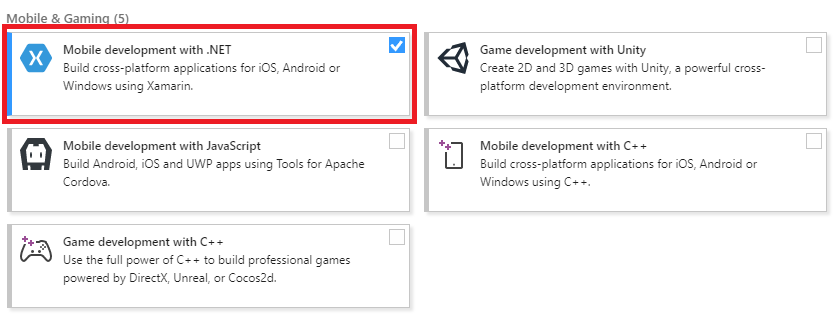 Mobile & Gaming (5)
Mobile development with .NET
Build cross-platform applications for iOS, Android or
Windows using Xamarin.
Game development with Unity
Create 2D and 3D games with Unity, a powerful cross-
platform development environment.
Mobile development with JavaScript
Build Android, iOS and UWP apps using Tools for Apache
Cordova.
Mobile development with C++
Build cross-platform applications for iOS, Android or
Windows using C++.
Game development with C++
Use the full power of C++ to build professional games
powered by DirectX, Unreal, or Cocos2d.